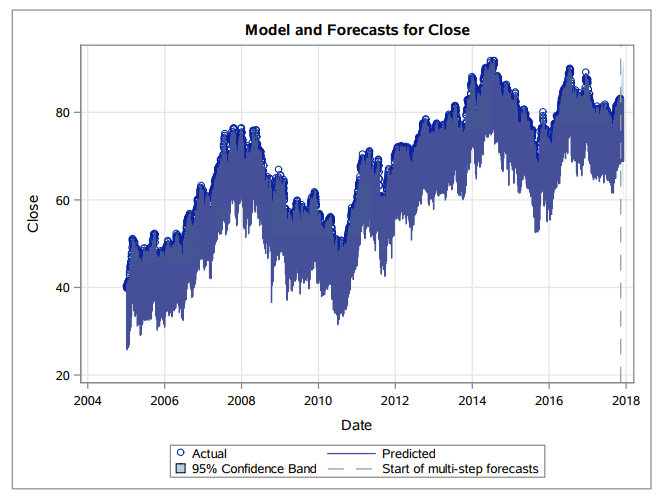 Model and Forecasts for Close
80
60
40
20
Close
2004 2006 2008 2010 2012 2014 2016 2018
Date
Actual Predicted
95% Confidence Band Start of multi-step forecasts